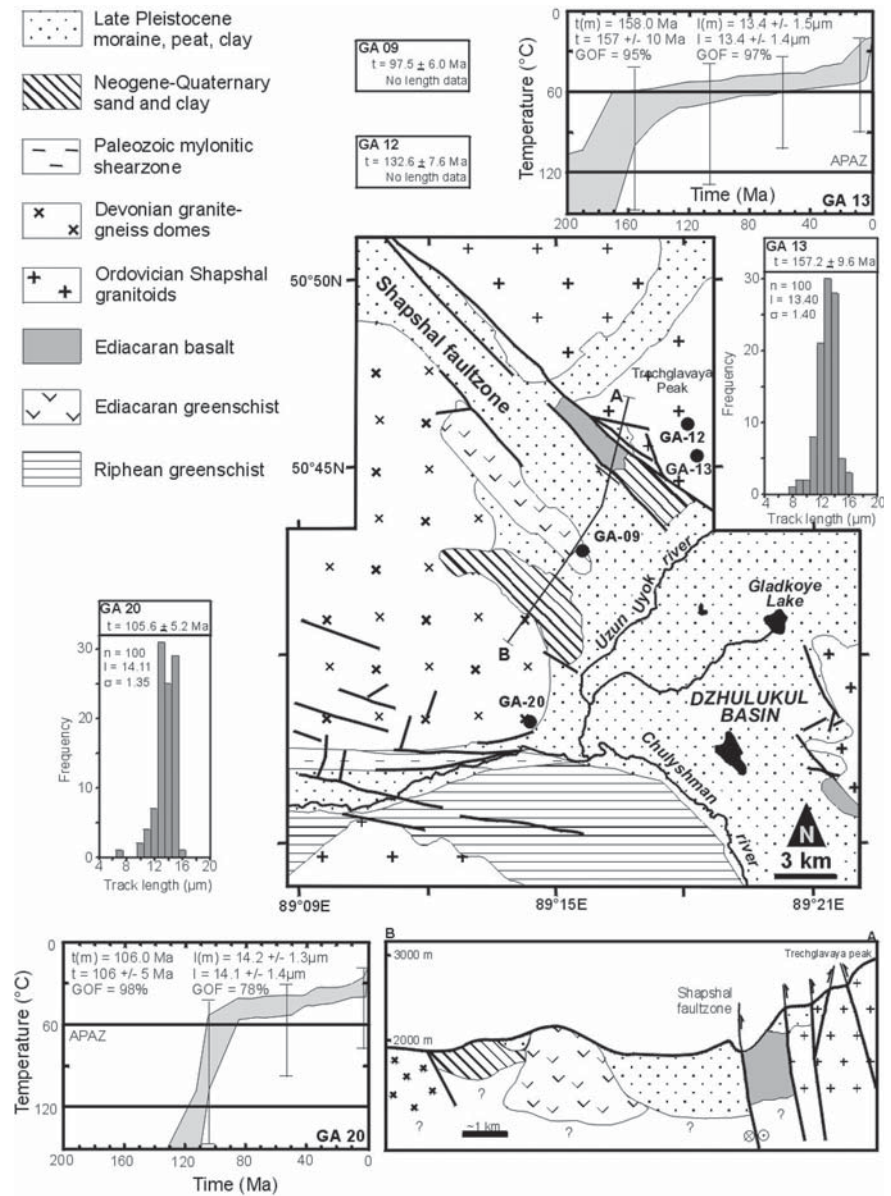 Late Pleistocene
moraine, peat, clay
Neogene-Quaternary
sand and clay
Paleozoic mylonitic
shearzone
Devonian granite-
gneiss domes
Ordovician Shapshal
granitoids
Ediacaran basalt
Ediacaran greenschist
Riphean greenschist
GA 09
t = 97.5 ± 6.0 Ma
No length data
GA 12
t = 132.6 ± 7.6 Ma
No length data
Temperature (°C)
0
60
120
t(m) = 158.0 Ma
t = 157 +/- 10 Ma
GOF = 95%
l(m) = 13.4 +/- 1.5µm
l = 13.4 +/- 1.4µm
GOF = 97%
APAZ
Time (Ma)
GA 13
200 160 120 80 40 0
GA 13
t = 157.2 ± 9.6 Ma
n = 100
l = 13.40
σ = 1.40
Frequency
30
20
10
0
4 8 12 16 20
Track length (µm)
50°50N
50°45N
Shapshal faultzone
Trechglavaya
Peak
A
GA-12
GA-13
GA-09
B
GA-20
Uzun Uyok river
Gladkoye
Lake
DZHULUKUL
BASIN
Chulyshman
river
N
3 km
89°09E
89°15E
89°21E
GA 20
t = 105.6 ± 5.2 Ma
n = 100
l = 14.11
σ = 1.35
Frequency
30
20
10
0
4 8 12 16 20
Track length (µm)
Temperature (°C)
0
60
120
t(m) = 106.0 Ma
t = 106 +/- 5 Ma
GOF = 98%
l(m) = 14.2 +/- 1.3µm
l = 14.1 +/- 1.4µm
GOF = 78%
APAZ
GA 20
200 160 120 80 40 0
Time (Ma)
B
A
3000 m
2000 m
Trechglavaya peak
Shapshal
faultzone
~1 km
? ? ? ? ?